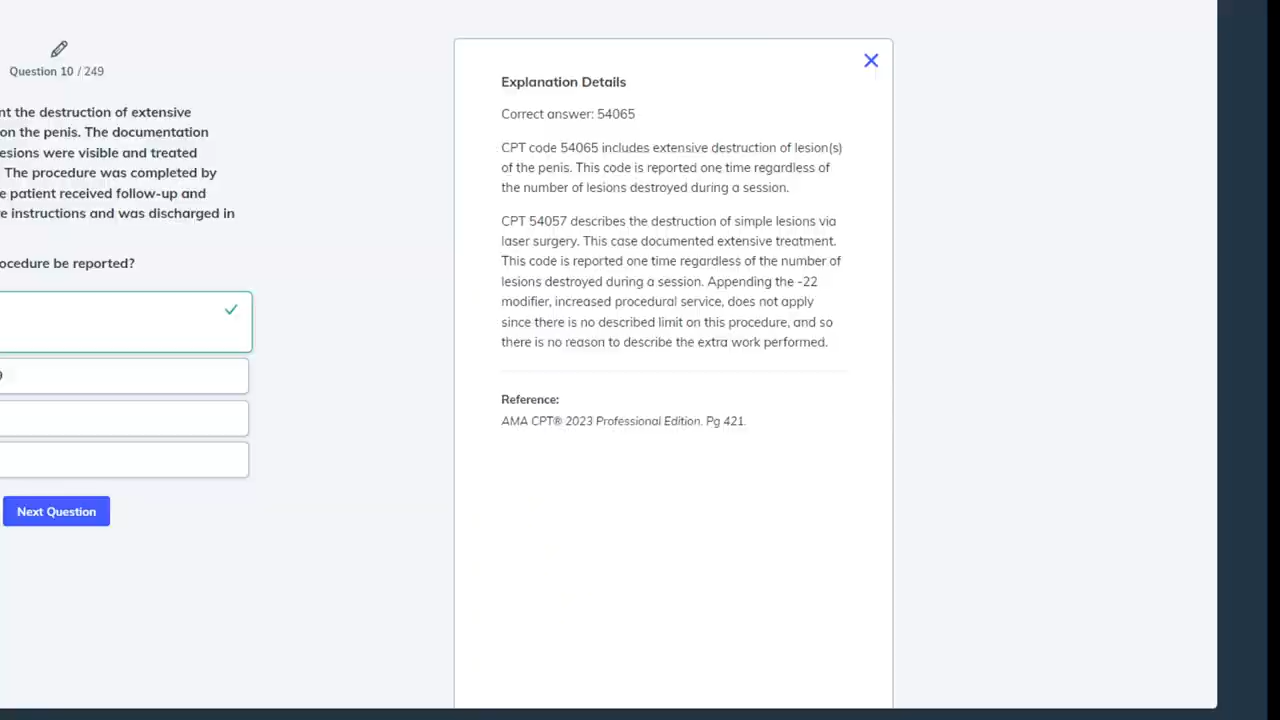 Question 10 / 249
nt the destruction of extensive
on the penis. The documentation
esions were visible and treated
. The procedure was completed by
e patient received follow-up and
e instructions and was discharged in
ocedure be reported?
Next Question
Explanation Details
Correct answer: 54065
CPT code 54065 includes extensive destruction of lesion(s)
of the penis. This code is reported one time regardless of
the number of lesions destroyed during a session.
CPT 54057 describes the destruction of simple lesions via
laser surgery. This case documented extensive treatment.
This code is reported one time regardless of the number of
lesions destroyed during a session. Appending the -22
modifier, increased procedural service, does not apply
since there is no described limit on this procedure, and so
there is no reason to describe the extra work performed.
Reference:
AMA CPT® 2023 Professional Edition. Pg 421.